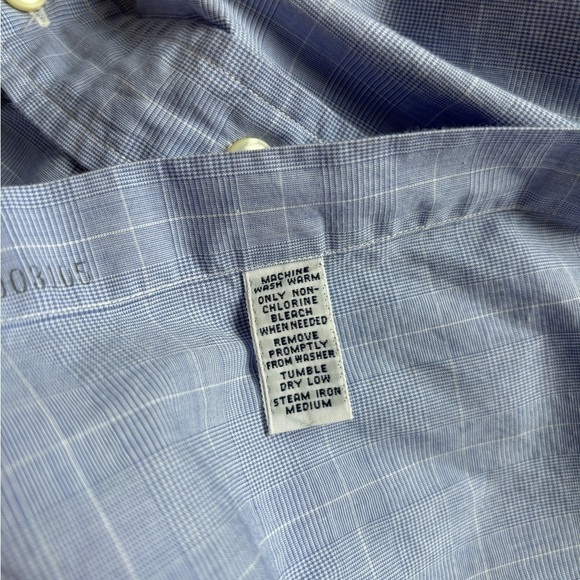 003105
MACHINE
WASH WARM
ONLY NON-
CHLORINE
BLEACH
WHEN NEEDED
REMOVE
PROMPTLY
FROM WASHER
TUMBLE
DRY LOW
STEAM IRON
MEDIUM